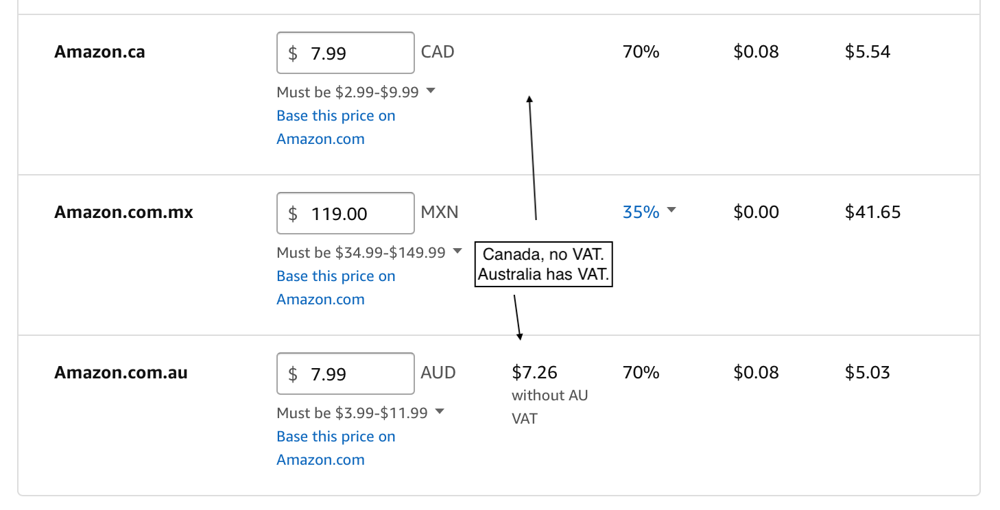 Amazon.ca $ 7.99 CAD 70% $0.08 $5.54
Must be $2.99-$9.99
Base this price on
Amazon.com
Amazon.com.mx $ 119.00 MXN 35% $0.00 $41.65
Must be $34.99-$149.99
Base this price on
Amazon.com
Canada, no VAT.
Australia has VAT.
Amazon.com.au $ 7.99 AUD $7.26 70% $0.08 $5.03
without AU
VAT
Must be $3.99-$11.99
Base this price on
Amazon.com